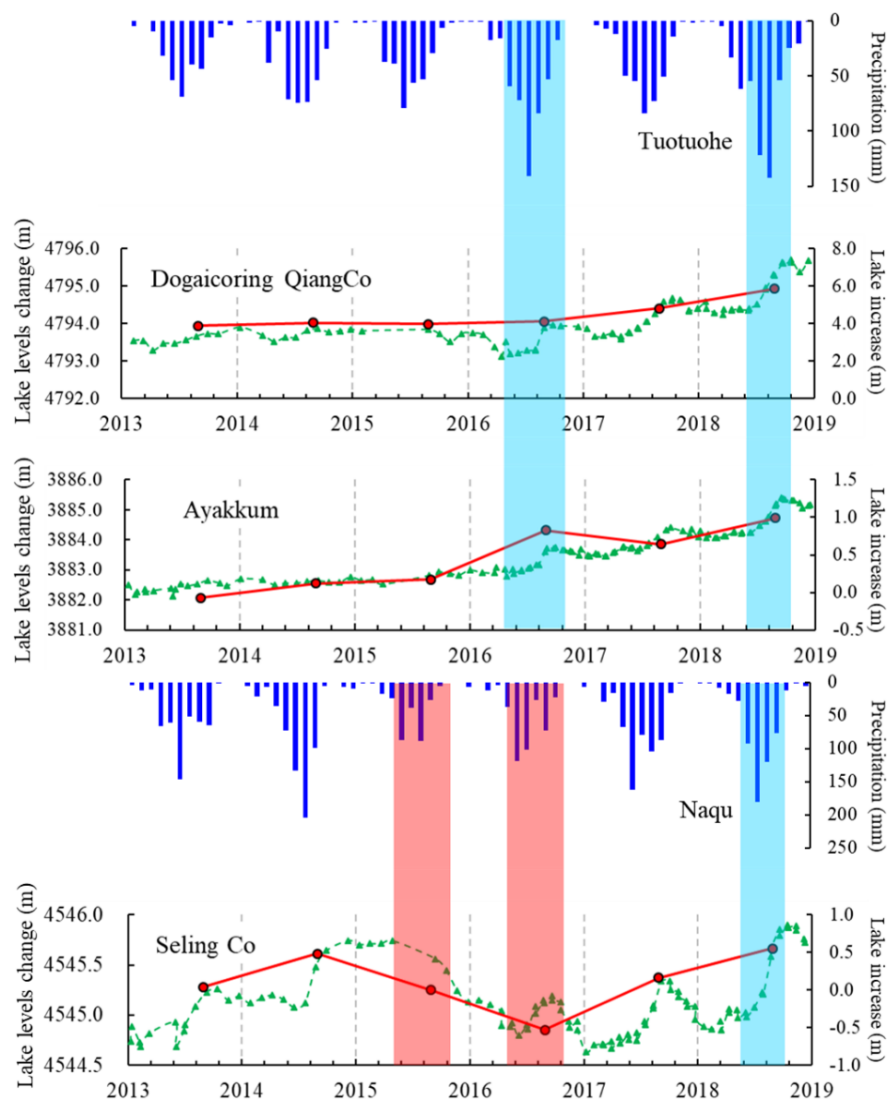 0
50
100
150
Precipitation (mm)
Tuotuohe
Lake levels change (m)
4796.0
4795.0
4794.0
4793.0
4792.0
Dogaicoring QiangCo
8.0
6.0
4.0
2.0
0.0
Lake increase (m)
2013 2014 2015 2016 2017 2018 2019
Lake levels change (m)
3886.0
3885.0
3884.0
3883.0
3882.0
3881.0
Ayakkum
1.5
1.0
0.5
0.0
-0.5
Lake increase (m)
2013 2014 2015 2016 2017 2018 2019
0
50
100
150
200
250
Precipitation (mm)
Naqu
Lake levels change (m)
4546.0
4545.5
4545.0
4544.5
Seling Co
1.0
0.5
0.0
-0.5
-1.0
Lake increase (m)
2013 2014 2015 2016 2017 2018 2019